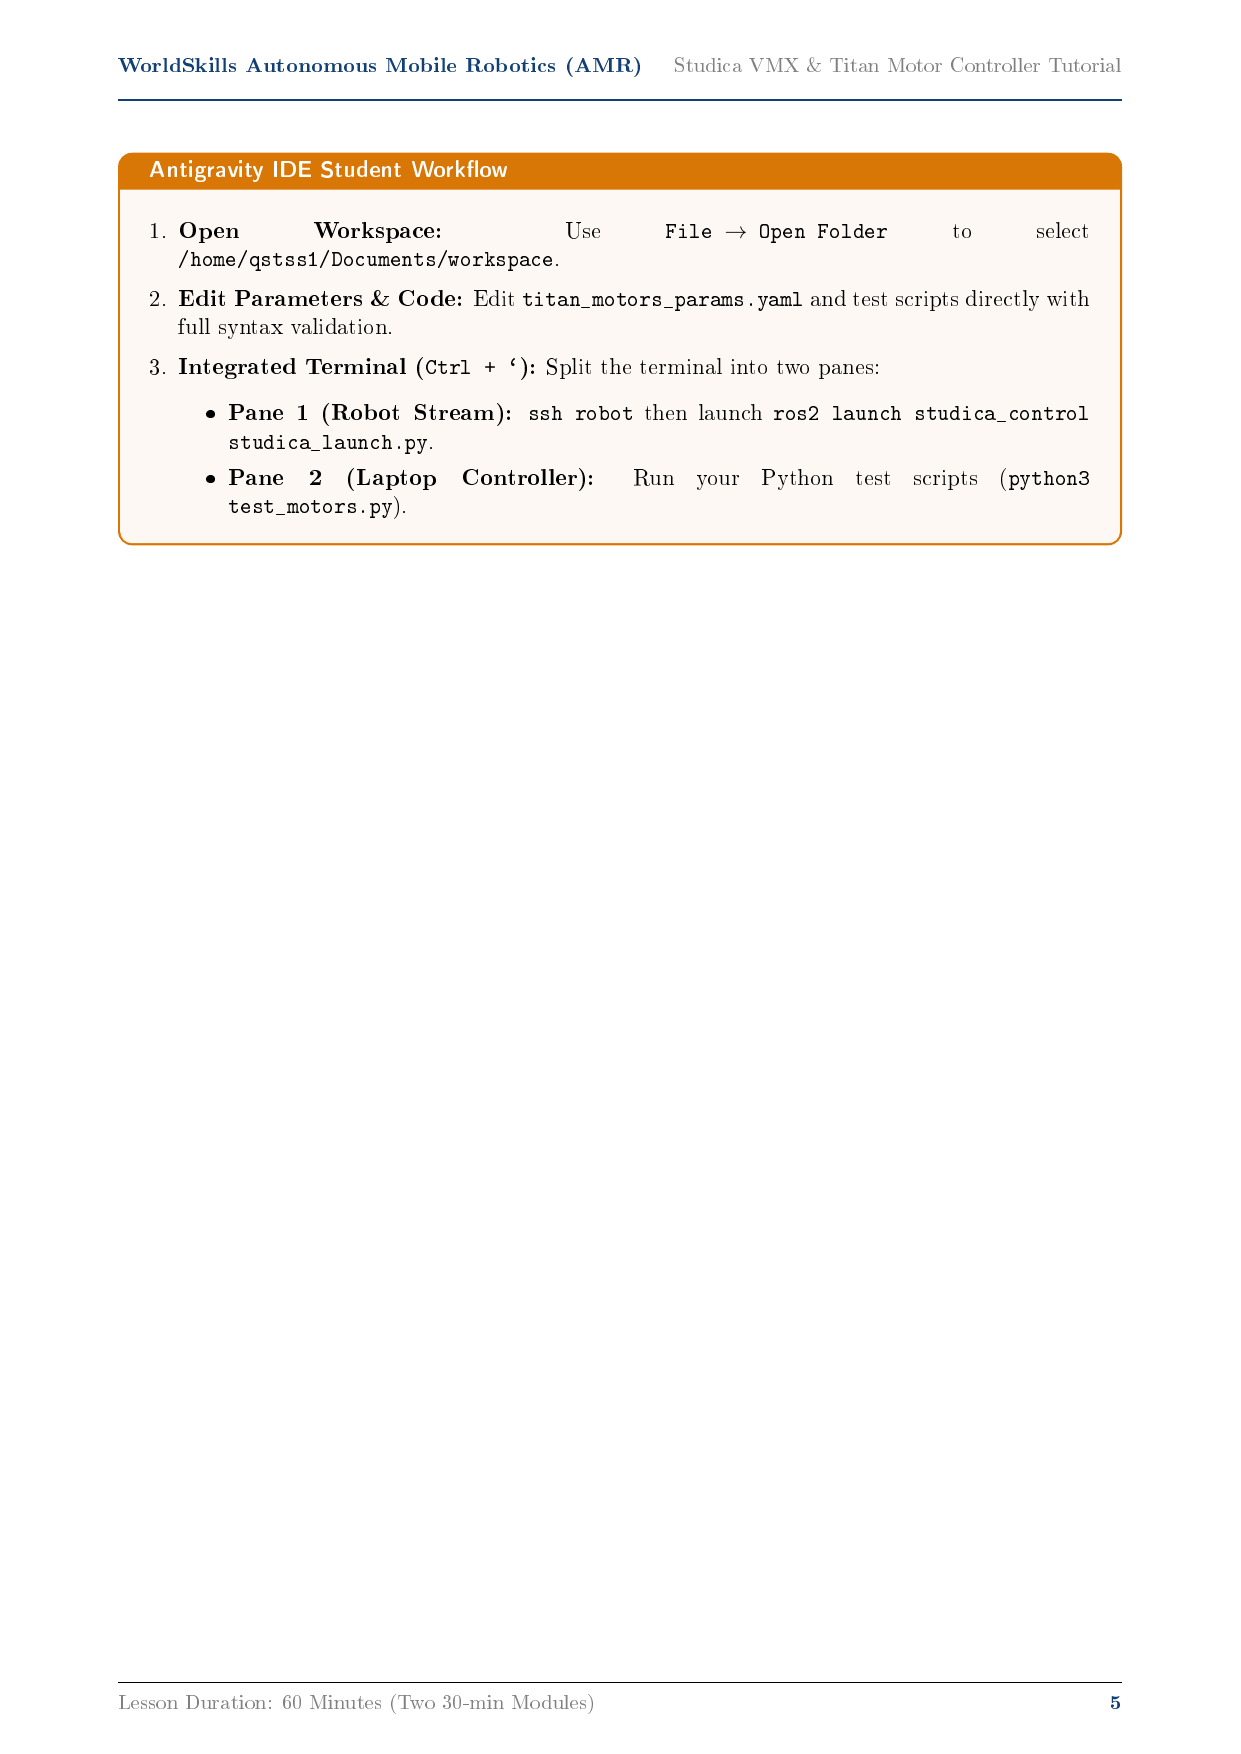 WorldSkills Autonomous Mobile Robotics (AMR) Studica VMX & Titan Motor Controller Tutorial
Antigravity IDE Student Workflow
1. Open Workspace: Use File → Open Folder to select
/home/qstss1/Documents/workspace.
2. Edit Parameters & Code: Edit titan_motors_params.yaml and test scripts directly with
full syntax validation.
3. Integrated Terminal (Ctrl + ‘): Split the terminal into two panes:
• Pane 1 (Robot Stream): ssh robot then launch ros2 launch studica_control
studica_launch.py.
• Pane 2 (Laptop Controller): Run your Python test scripts (python3
test_motors.py).
Lesson Duration: 60 Minutes (Two 30-min Modules) 5